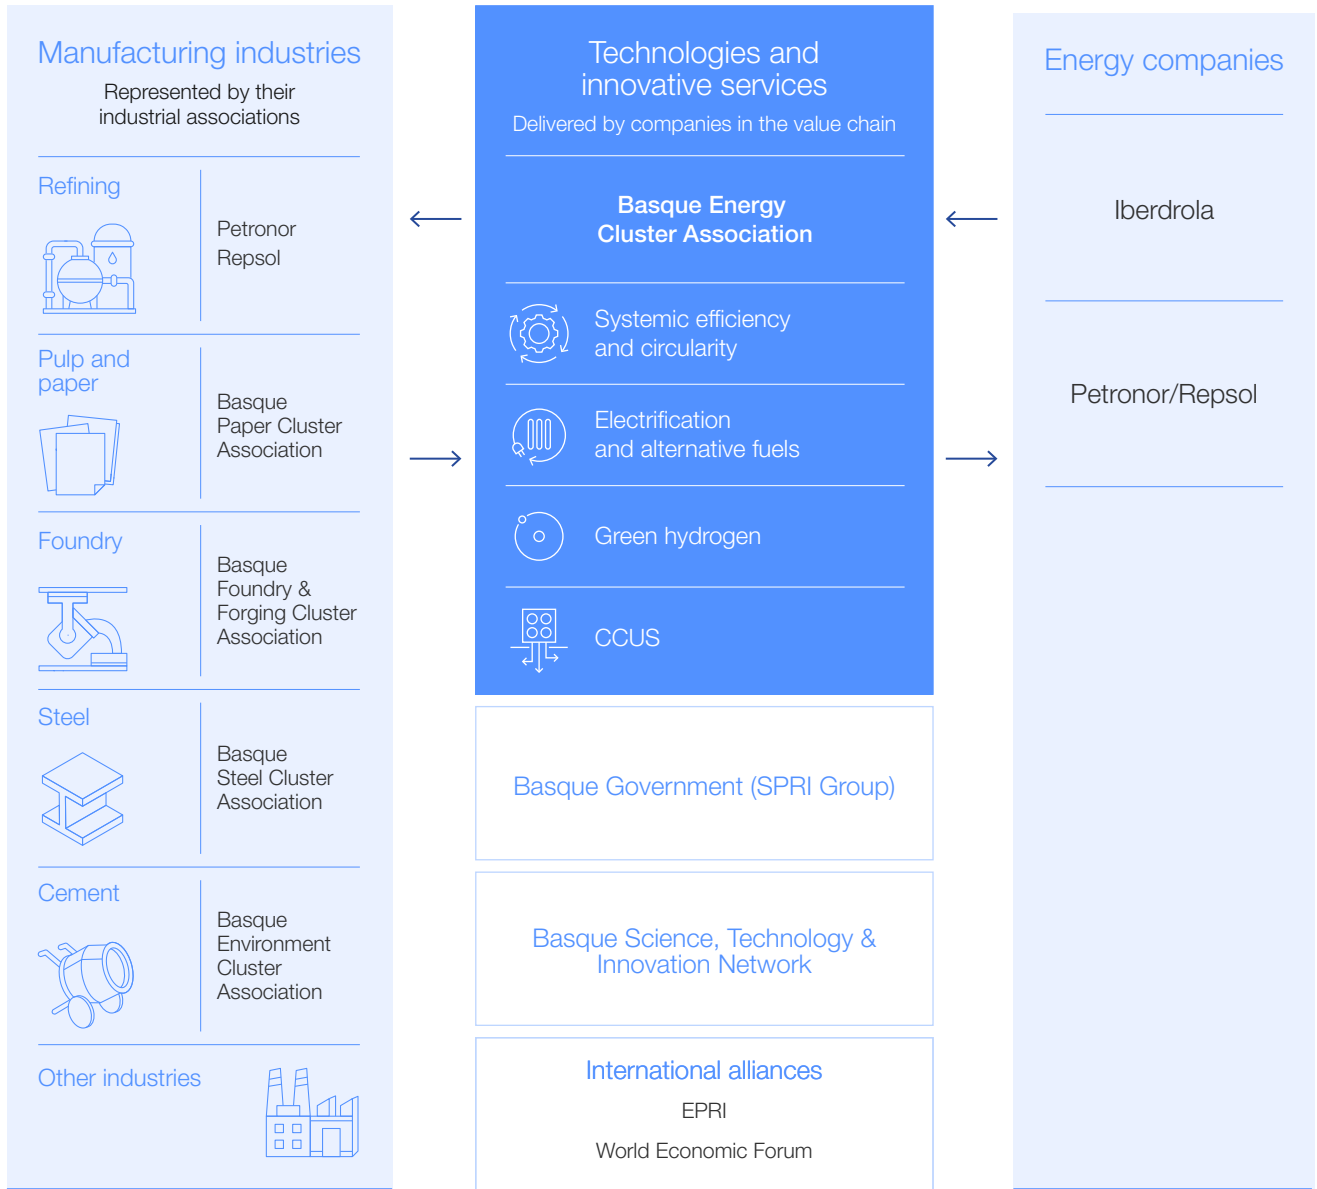 Manufacturing industries
Represented by their
industrial associations
Refining
Petronor
Repsol
Pulp and
paper
Basque
Paper Cluster
Association
Foundry
Basque
Foundry &
Forging Cluster
Association
Steel
Basque
Steel Cluster
Association
Cement
Basque
Environment
Cluster
Association
Other industries
Technologies and
innovative services
Delivered by companies in the value chain
Basque Energy
Cluster Association
Systemic efficiency
and circularity
Electrification
and alternative fuels
Green hydrogen
CCUS
Basque Government (SPRI Group)
Basque Science, Technology &
Innovation Network
International alliances
EPRI
World Economic Forum
Energy companies
Iberdrola
Petronor/Repsol